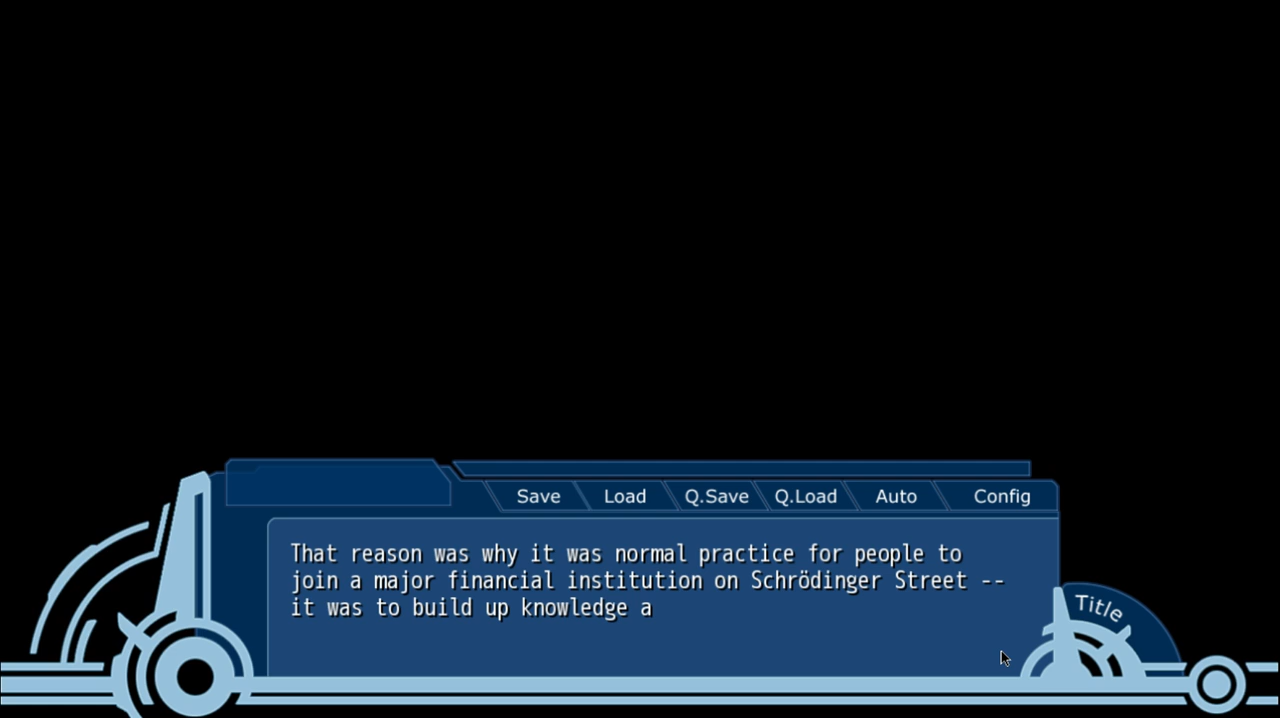 Save Load Q.Save Q.Load Auto Config
That reason was why it was normal practice for people to
join a major financial institution on Schrödinger Street --
it was to build up knowledge a
Title